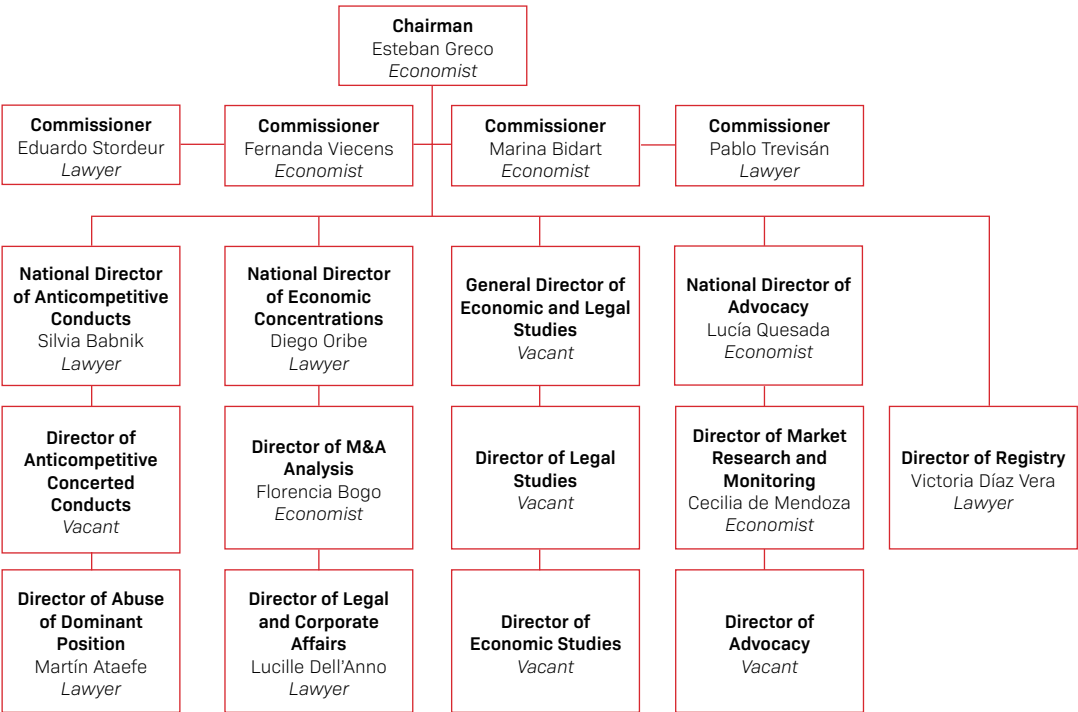 Chairman
Esteban Greco
Economist
Commissioner
Eduardo Stordeur
Lawyer
Commissioner
Fernanda Viecens
Economist
Commissioner
Marina Bidart
Economist
Commissioner
Pablo Trevisán
Lawyer
National Director
of Anticompetitive
Conducts
Silvia Babnik
Lawyer
National Director
of Economic
Concentrations
Diego Oribe
Lawyer
General Director of
Economic and Legal
Studies
Vacant
National Director of
Advocacy
Lucía Quesada
Economist
Director of
Anticompetitive
Concerted
Conducts
Vacant
Director of M&A
Analysis
Florencia Bogo
Economist
Director of Legal
Studies
Vacant
Director of Market
Research and
Monitoring
Cecilia de Mendoza
Economist
Director of Registry
Victoria Díaz Vera
Lawyer
Director of Abuse
of Dominant
Position
Martín Ataefe
Lawyer
Director of Legal
and Corporate
Affairs
Lucille Dell'Anno
Lawyer
Director of
Economic Studies
Vacant
Director of
Advocacy
Vacant